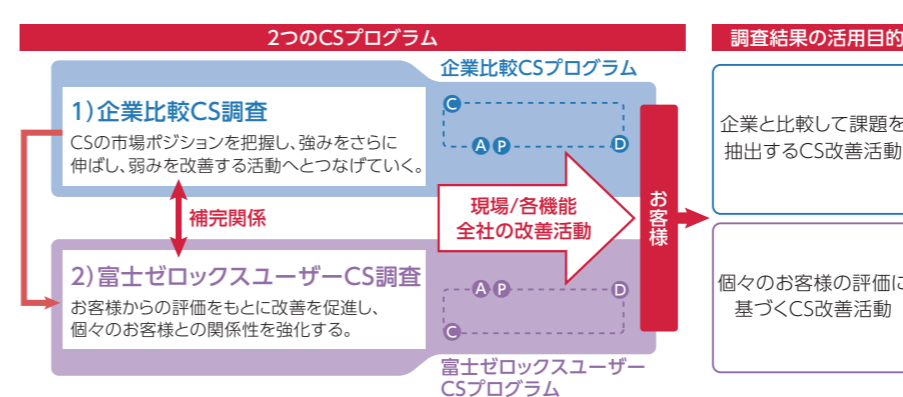 2つのCSプログラム
調査結果の活用目的
企業比較CSプログラム
1)企業比較CS調査
CSの市場ポジションを把握し、強みをさらに
伸ばし、弱みを改善する活動へとつなげていく。
C
A P D
補完関係
現場/各機能
全社の改善活動
お客様
企業と比較して課題を
抽出するCS改善活動
2)富士ゼロックスユーザーCS調査
お客様からの評価をもとに改善を促進し、
個々のお客様との関係性を強化する。
A P D
C
富士ゼロックスユーザー
CSプログラム
個々のお客様の評価に
基づくCS改善活動